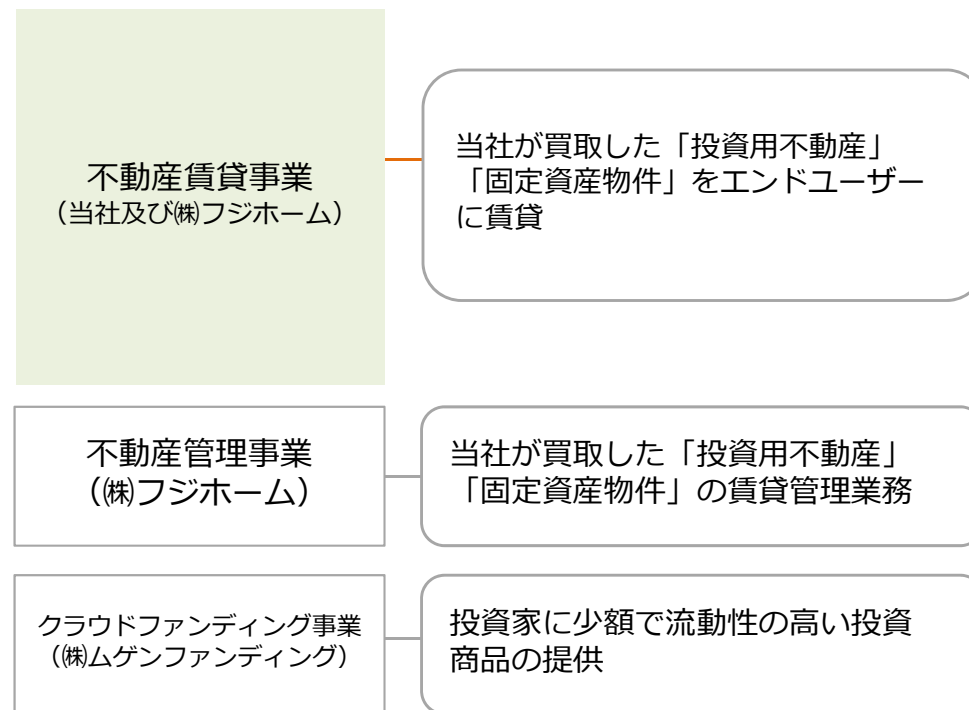 不動産賃貸事業
（当社及び㈱フジホーム）
当社が買取した「投資用不動産」
「固定資産物件」をエンドユーザー
に賃貸
不動産管理事業
（㈱フジホーム）
当社が買取した「投資用不動産」
「固定資産物件」の賃貸管理業務
クラウドファンディング事業
（㈱ムゲンファンディング）
投資家に少額で流動性の高い投資
商品の提供